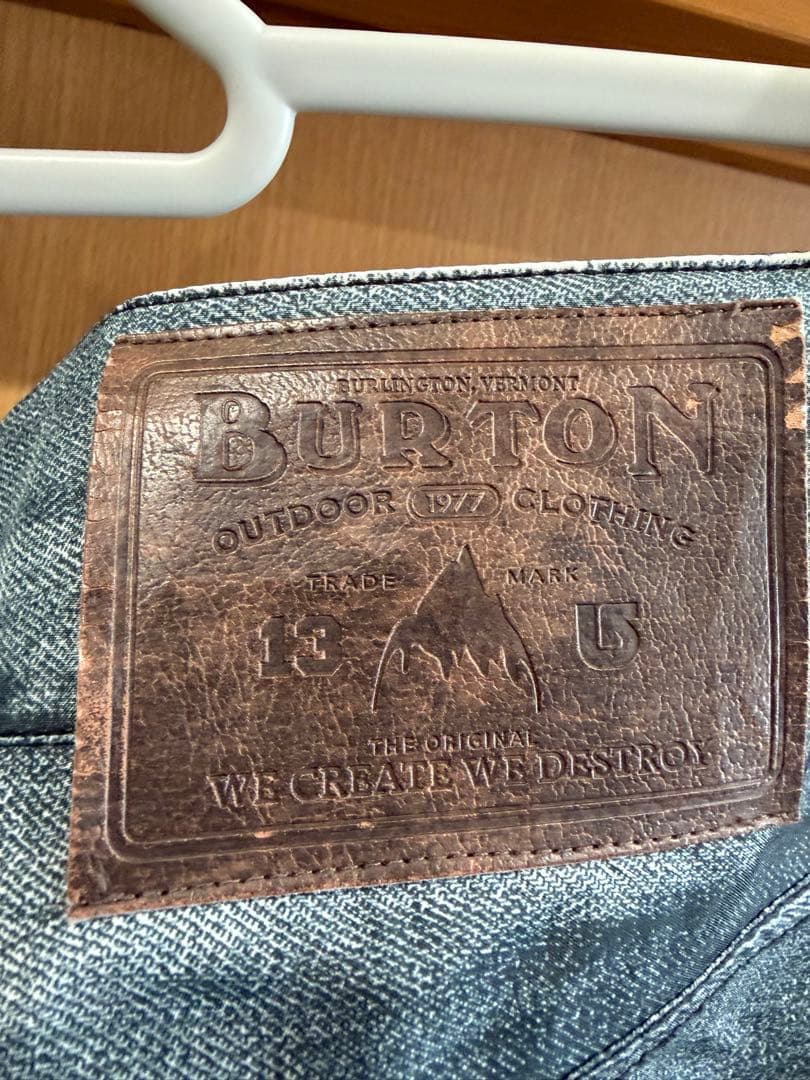 BURLINGTON, VERMONT
BURTON
OUTDOOR 1977 CLOTHING
TRADE MARK
13
THE ORIGINAL
WE CREATE WE DESTROY